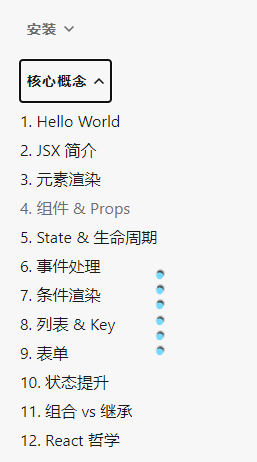 安装
核心概念
1. Hello World
2. JSX 简介
3. 元素渲染
4. 组件 & Props
5. State & 生命周期
6. 事件处理
7. 条件渲染
8. 列表 & Key
9. 表单
10. 状态提升
11. 组合 vs 继承
12. React 哲学